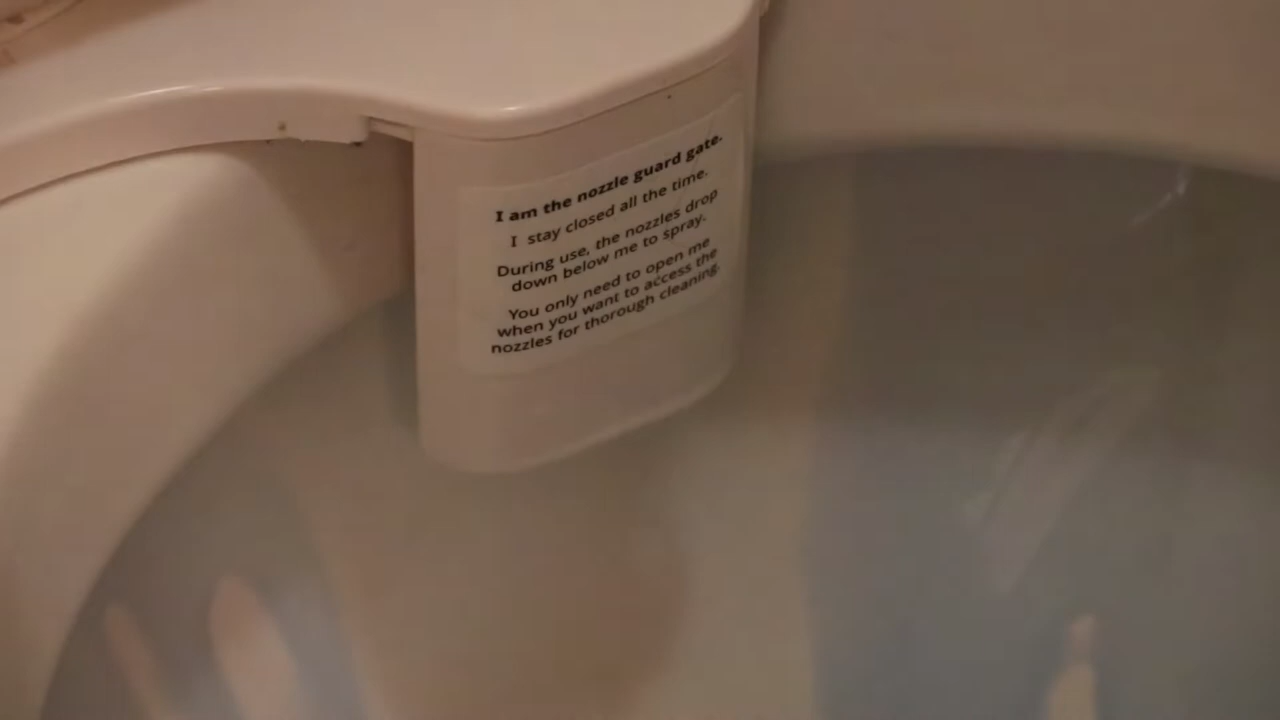 I am the nozzle guard gate.
I stay closed all the time.
During use, the nozzles drop
down below me to spray.
You only need to open me
when you want to access the
nozzles for thorough cleaning.